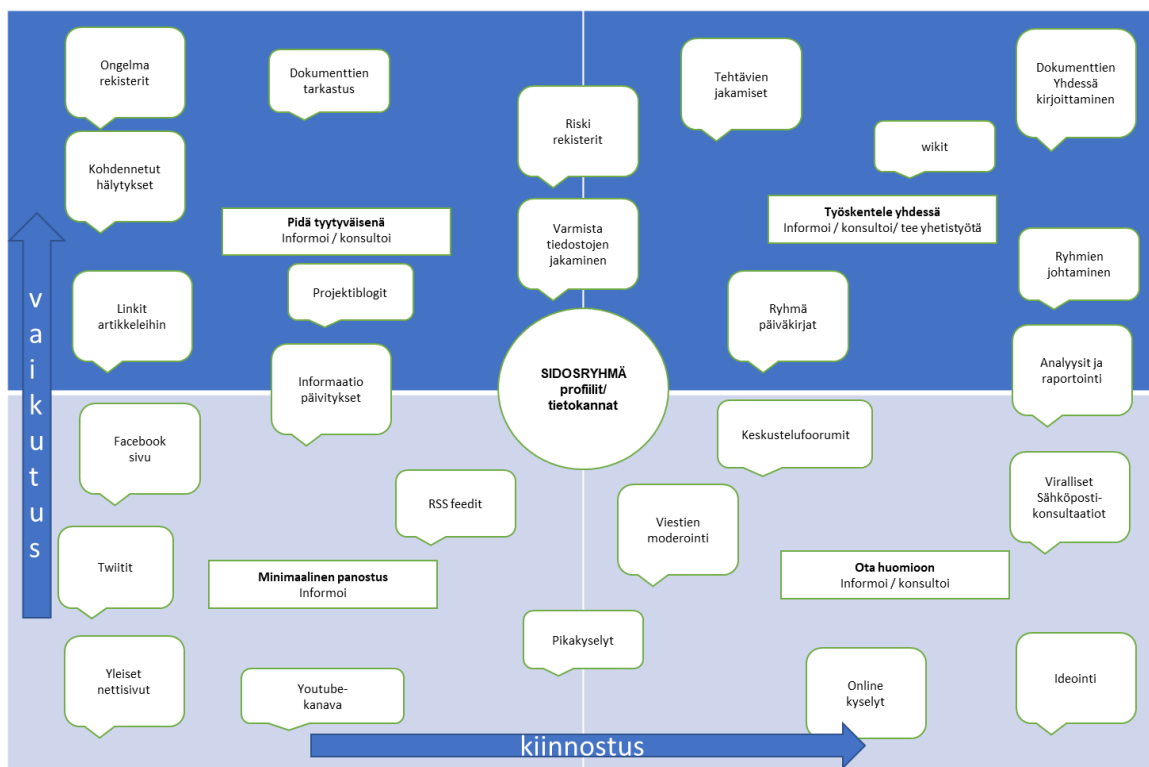 Ongelma
rekisterit
Dokumenttien
tarkastus
Tehtävien
jakamiset
Dokumenttien
Yhdessä
kirjoittaminen
Riski
rekisterit
wikit
Kohdennetut
hälytykset
Pidä tyytyväisenä
Informoi / konsultoi
Varmista
tiedostojen
jakaminen
Työskentele yhdessä
Informoi / konsultoi/ tee yhetistyötä
Ryhmien
johtaminen
Linkit
artikkeleihin
Projektiblogit
Ryhmä
päiväkirjat
Analyysit ja
raportointi
Informaatio
päivitykset
SIDOSRYHMÄ
profiilit/
tietokannat
vaikutus
Facebook
sivu
Keskustelufoorumit
RSS feedit
Viestien
moderointi
Viralliset
Sähköposti-
konsultaatiot
Twiitit
Minimaalinen panostus
Informoi
Ota huomioon
Informoi / konsultoi
Pikakyselyt
Yleiset
nettisivut
Youtube-
kanava
Online
kyselyt
Ideointi
kiinnostus